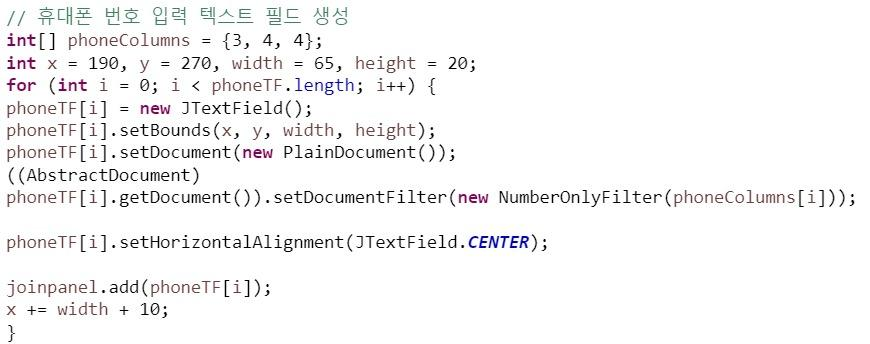 // 휴대폰 번호 입력 텍스트 필드 생성
int[] phoneColumns = {3, 4, 4};
int x = 190, y = 270, width = 65, height = 20;
for (int i = 0; i < phoneTF.length; i++) {
phoneTF[i] = new JTextField();
phoneTF[i].setBounds(x, y, width, height);
phoneTF[i].setDocument(new PlainDocument());
((AbstractDocument)
phoneTF[i].getDocument()).setDocumentFilter(new NumberOnlyFilter(phoneColumns[i]));
phoneTF[i].setHorizontalAlignment(JTextField.CENTER);
joinpanel.add(phoneTF[i]);
x += width + 10;
}